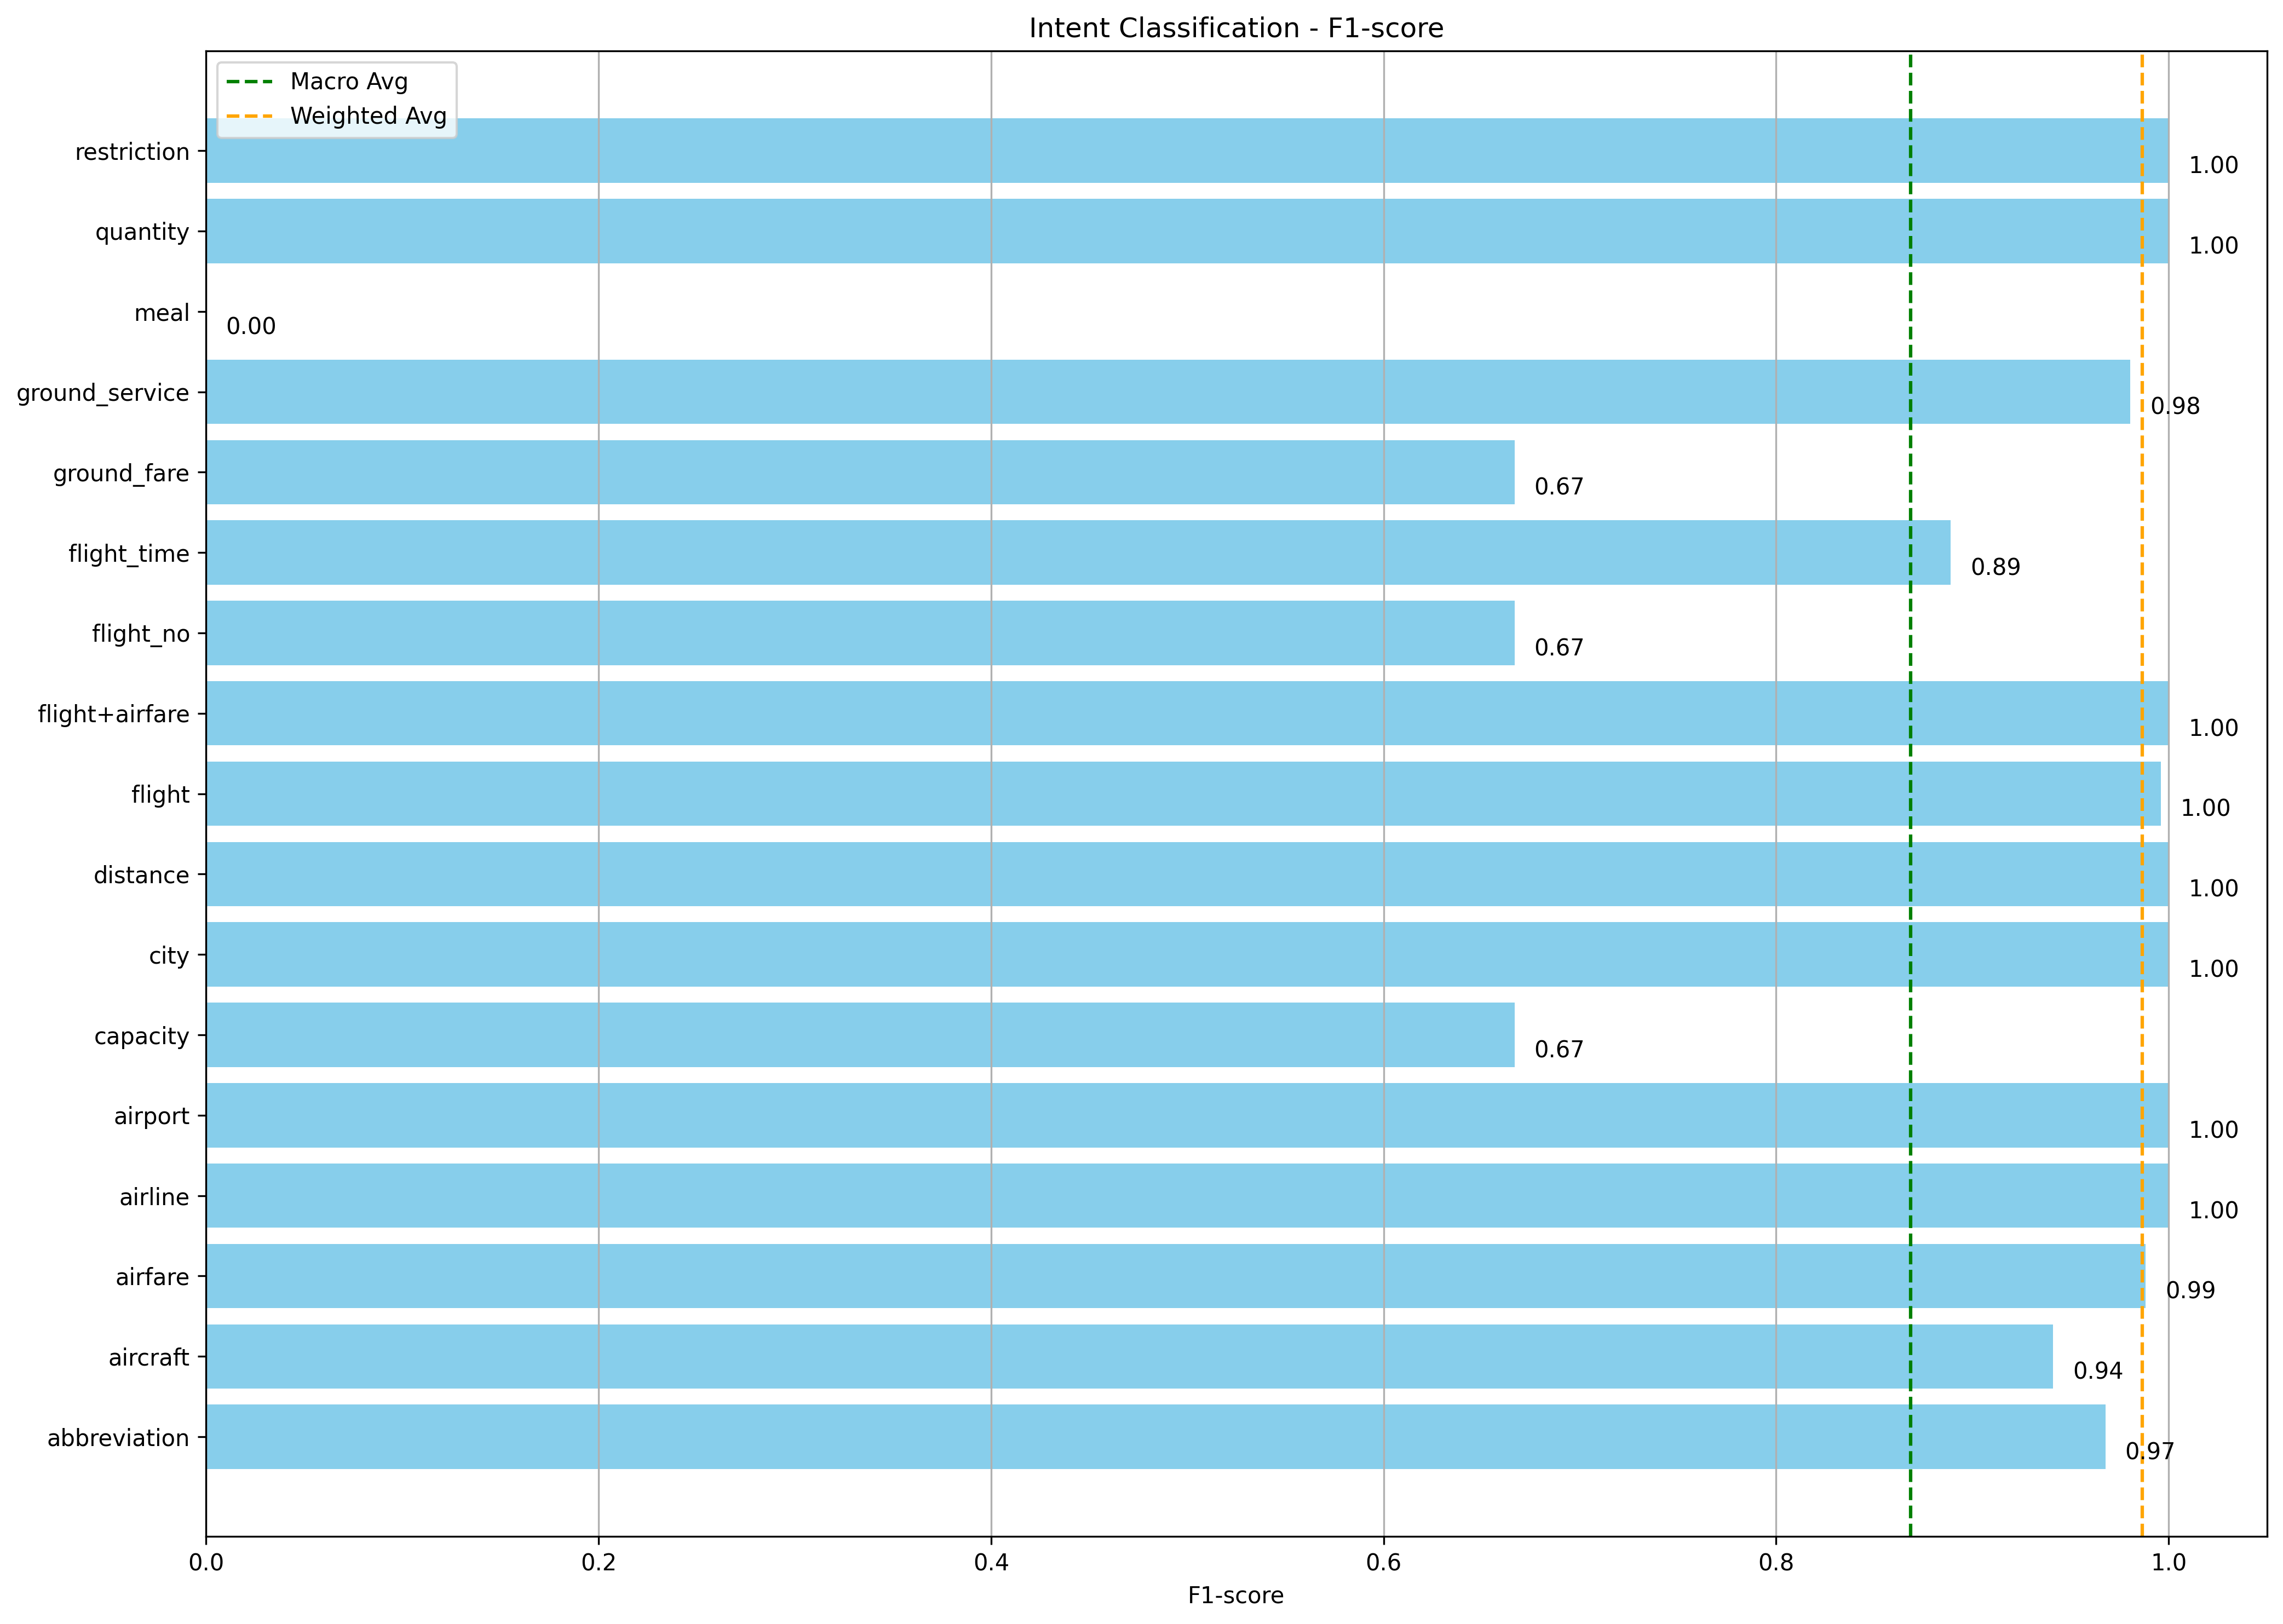 Intent Classification - F1-score
Macro Avg
Weighted Avg
restriction 1.00
quantity 1.00
meal 0.00
ground_service 0.98
ground_fare 0.67
flight_time 0.89
flight_no 0.67
flight+airfare 1.00
flight 1.00
distance 1.00
city 1.00
capacity 0.67
airport 1.00
airline 1.00
airfare 0.99
aircraft 0.94
abbreviation 0.97
0.0 0.2 0.4 0.6 0.8 1.0
F1-score